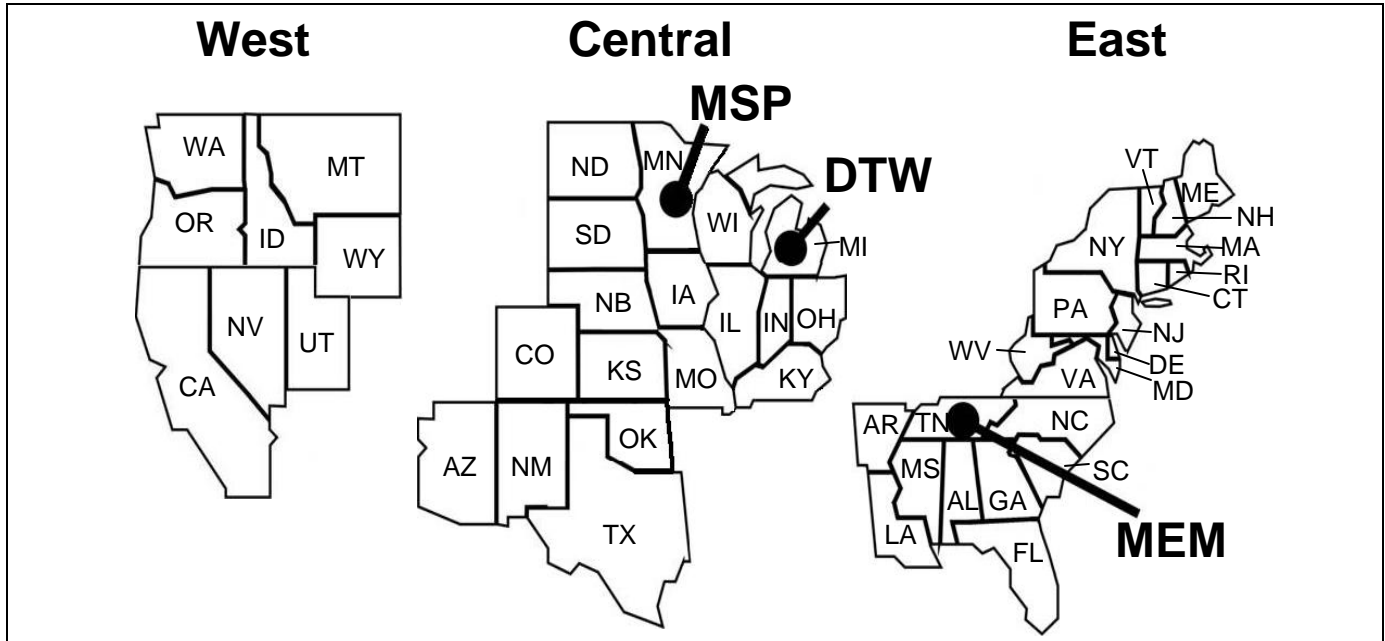 West
Central
East
MSP
DTW
MEM
WA
MT
OR
ID
WY
NV
UT
CA
ND
MN
SD
WI
MI
NB
IA
IL
IN
OH
CO
KS
MO
KY
AZ
NM
OK
TX
VT
ME
NH
NY
MA
RI
CT
PA
NJ
WV
DE
VA
MD
AR
TN
NC
MS
AL
GA
SC
LA
FL